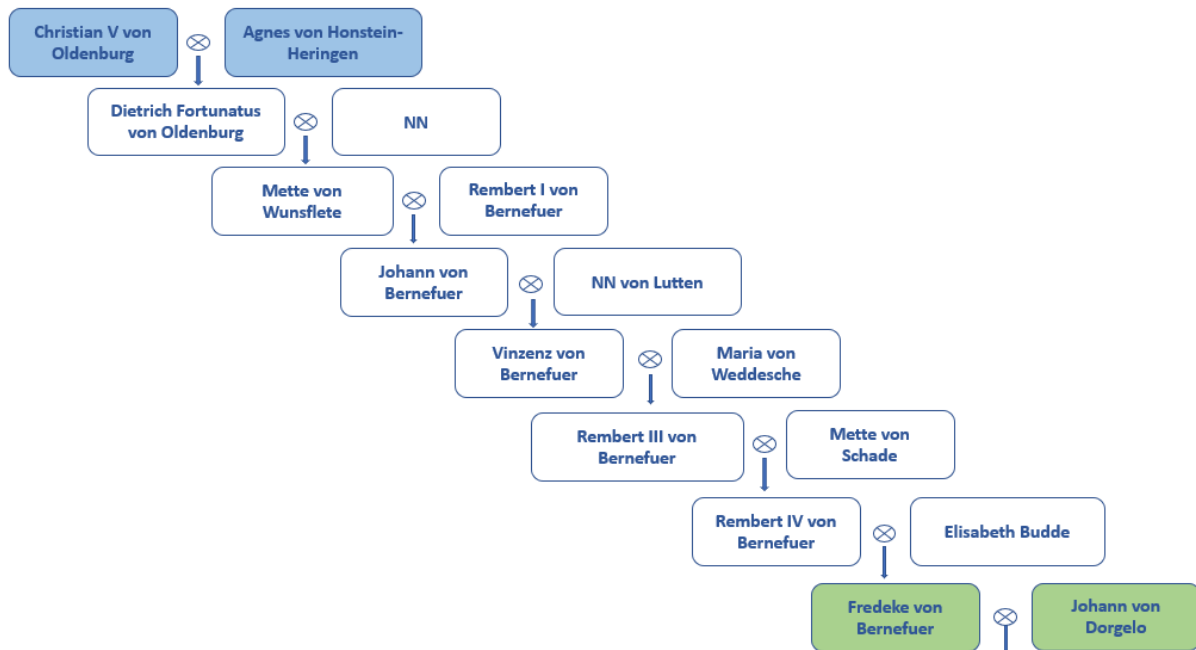 Christian V von
Oldenburg
Agnes von Honstein-
Heringen
Dietrich Fortunatus
von Oldenburg
NN
Mette von
Wunsflete
Rembert I von
Bernefuer
Johann von
Bernefuer
NN von Lutten
Vinzenz von
Bernefuer
Maria von
Weddesche
Rembert III von
Bernefuer
Mette von
Schade
Rembert IV von
Bernefuer
Elisabeth Budde
Fredeke von
Bernefuer
Johann von
Dorgelo